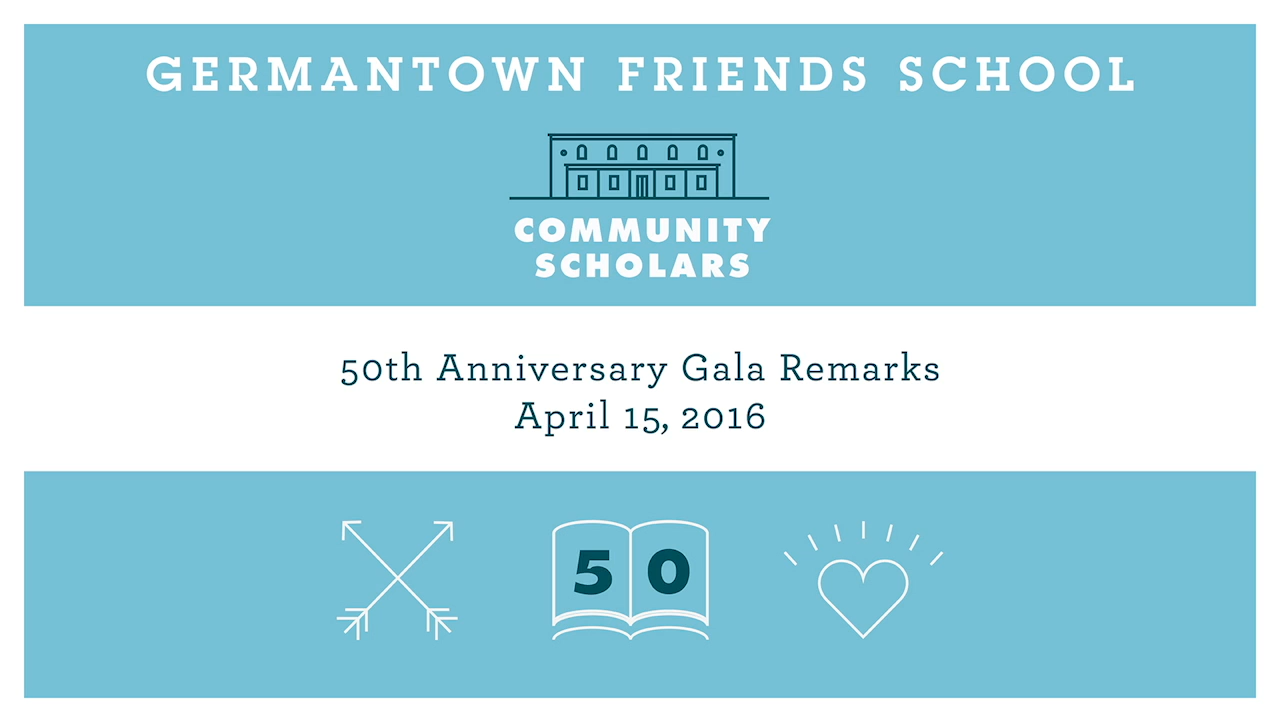 GERMANTOWN FRIENDS SCHOOL
COMMUNITY
SCHOLARS
50th Anniversary Gala Remarks
April 15, 2016
50